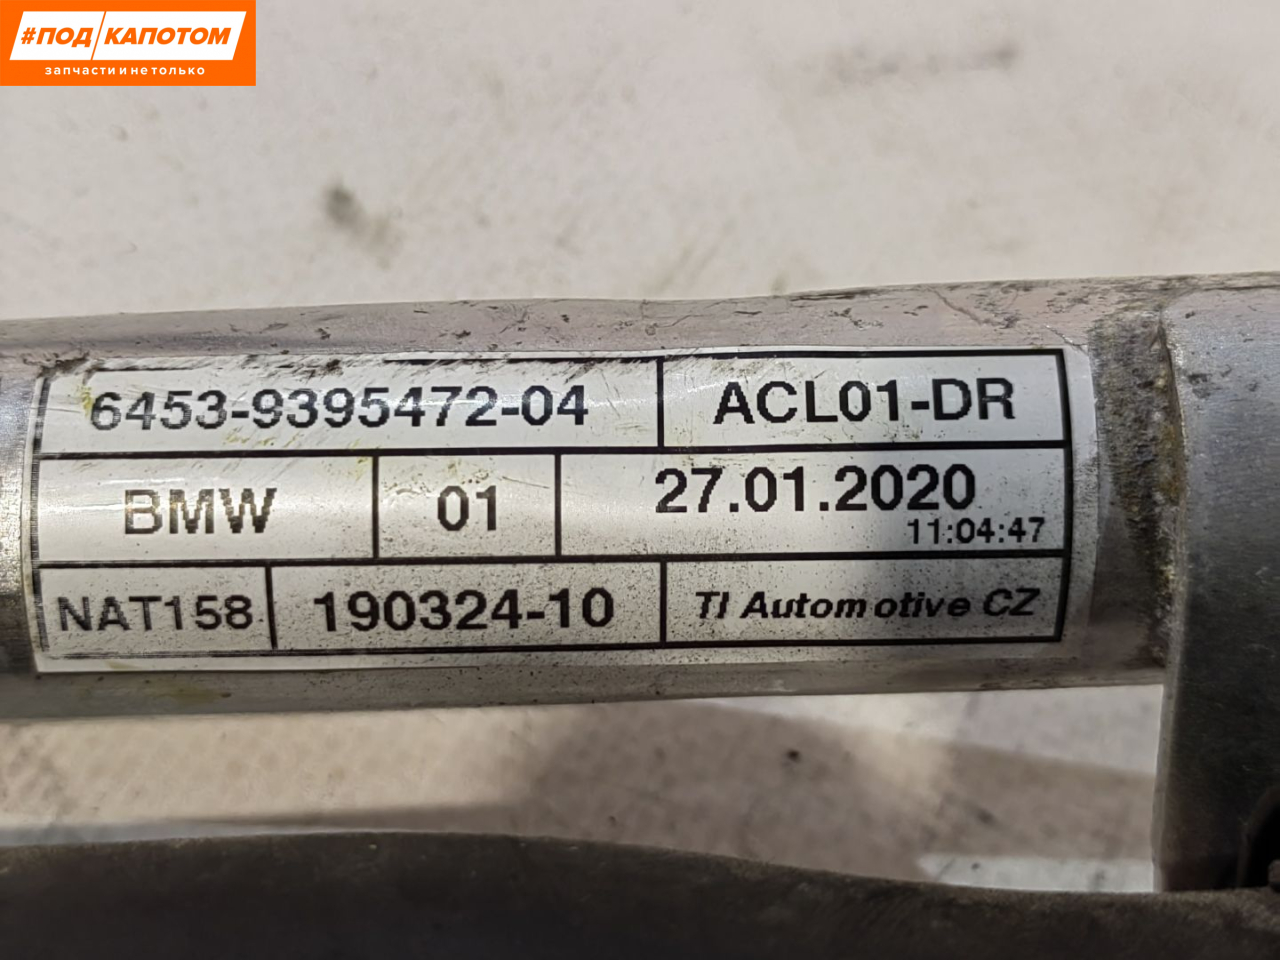 #ПОД КАПОТОМ
запчасти и не только
6453-9395472-04 ACL01-DR
BMW 01 27.01.2020
11:04:47
NAT158 190324-10 TI Automotive CZ